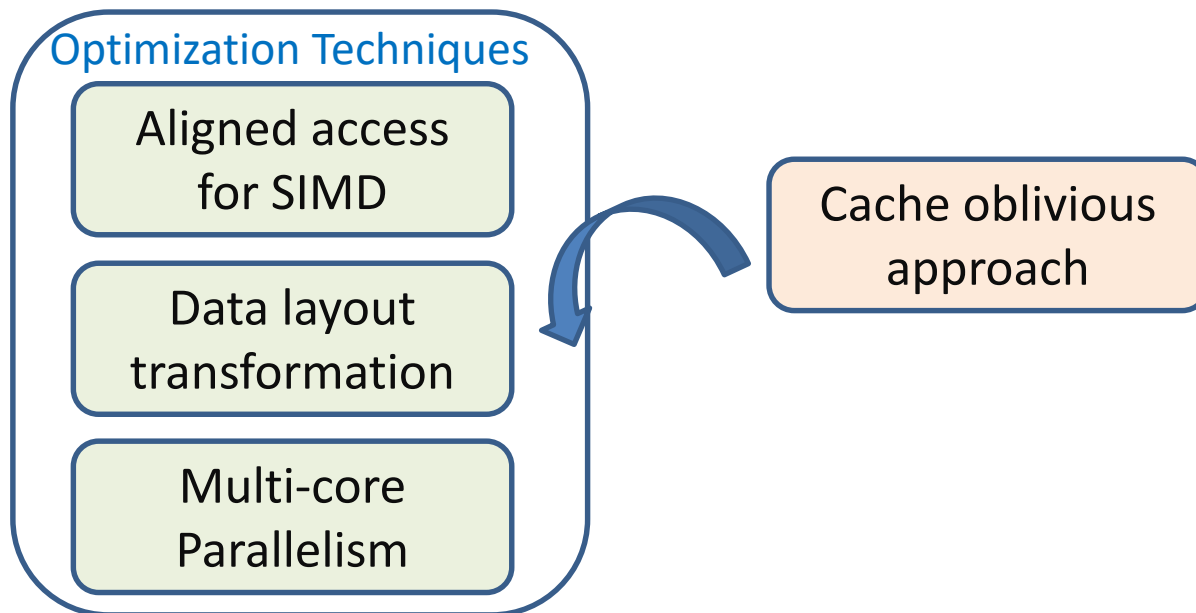 Optimization Techniques
Aligned access
for SIMD
Data layout
transformation
Multi-core
Parallelism
Cache oblivious
approach